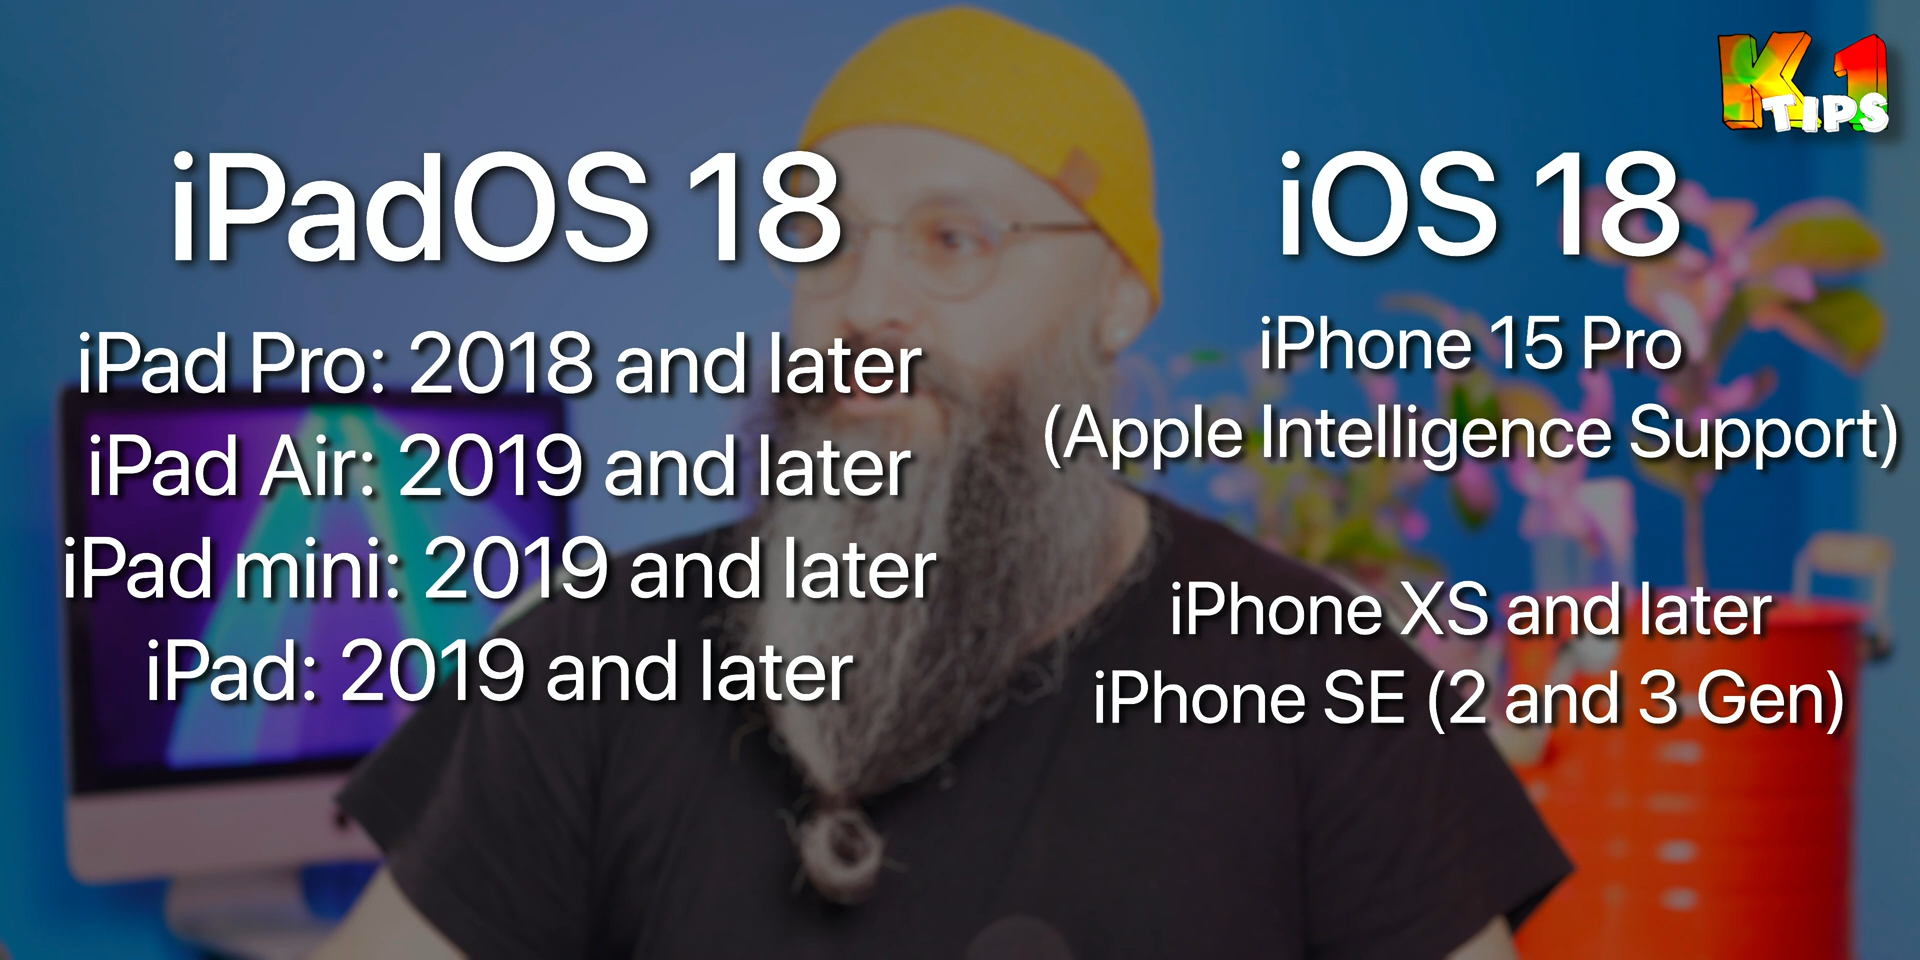 K1
TIPS
iPadOS 18
iPad Pro: 2018 and later
iPad Air: 2019 and later
iPad mini: 2019 and later
iPad: 2019 and later
iOS 18
iPhone 15 Pro
(Apple Intelligence Support)
iPhone XS and later
iPhone SE (2 and 3 Gen)